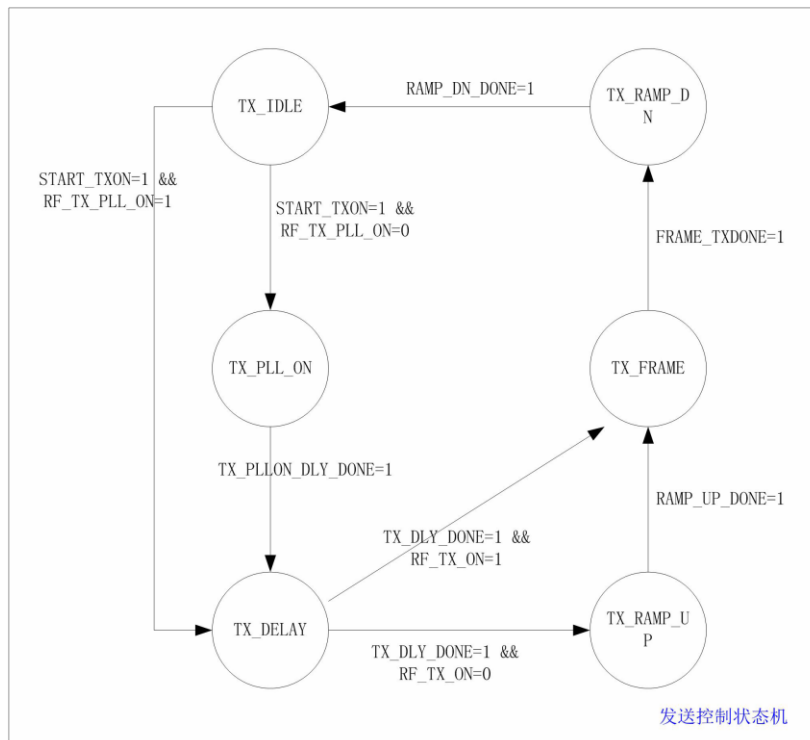 TX_IDLE
RAMP_DN_DONE=1
TX_RAMP_D
N
START_TXON=1 &&
RF_TX_PLL_ON=1
START_TXON=1 &&
RF_TX_PLL_ON=0
FRAME_TXDONE=1
TX_PLL_ON
TX_FRAME
TX_PLLON_DLY_DONE=1
RAMP_UP_DONE=1
TX_DLY_DONE=1 &&
RF_TX_ON=1
TX_DELAY
TX_RAMP_U
P
TX_DLY_DONE=1 &&
RF_TX_ON=0
发送控制状态机